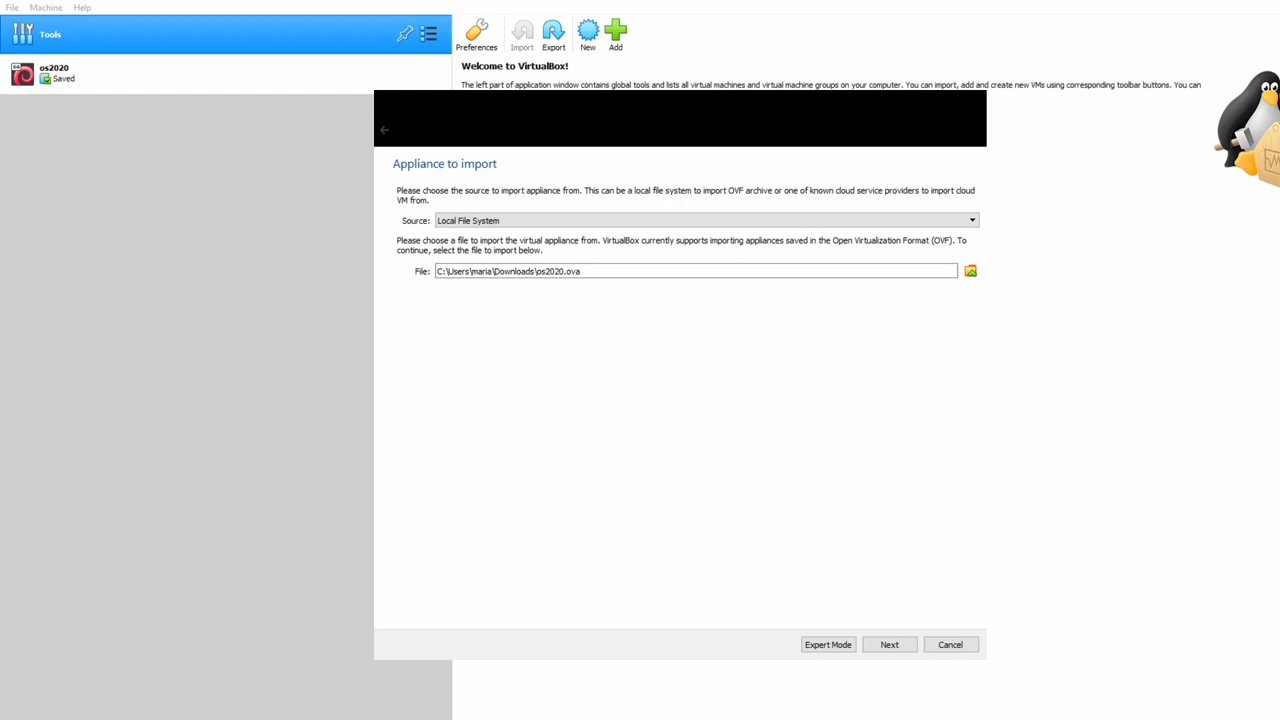 File Machine Help
Tools
Preferences Import Export New Add
os2020
Saved
64
Welcome to VirtualBox!
The left part of application window contains global tools and lists all virtual machines and virtual machine groups on your computer. You can import, add and create new VMs using corresponding toolbar buttons. You can
Appliance to import
Please choose the source to import appliance from. This can be a local file system to import OVF archive or one of known cloud service providers to import cloud
VM from.
Source: Local File System
Please choose a file to import the virtual appliance from. VirtualBox currently supports importing appliances saved in the Open Virtualization Format (OVF). To
continue, select the file to import below.
File: C:\Users\maria\Downloads\os2020.ova
Expert Mode Next Cancel